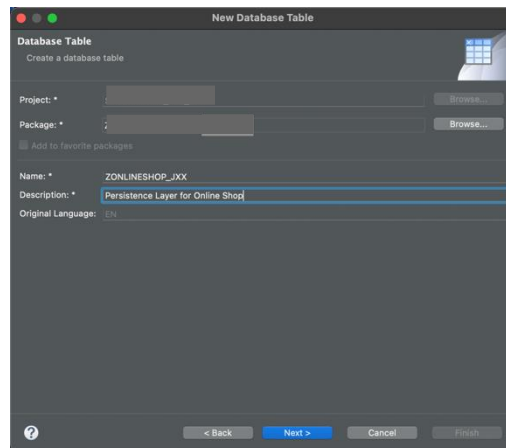 New Database Table
Database Table
Create a database table
Project: *
Browse...
Package: *
Browse...
Add to favorite packages
Name: * ZONLINESHOP_JXX
Description: * Persistence Layer for Online Shop
Original Language: EN
? < Back Next > Cancel Finish